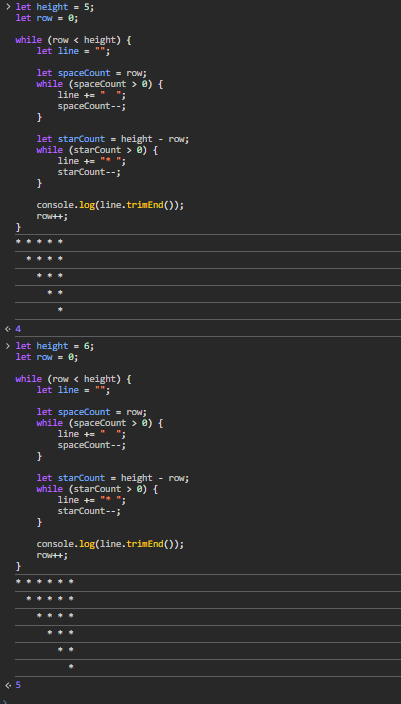 > let height = 5;
let row = 0;

while (row < height) {
    let line = "";

    let spaceCount = row;
    while (spaceCount > 0) {
        line += "  ";
        spaceCount--;
    }

    let starCount = height - row;
    while (starCount > 0) {
        line += "* ";
        starCount--;
    }

    console.log(line.trimEnd());
    row++;
}
* * * * *
  * * * *
    * * *
      * *
        *
4
> let height = 6;
let row = 0;

while (row < height) {
    let line = "";

    let spaceCount = row;
    while (spaceCount > 0) {
        line += "  ";
        spaceCount--;
    }

    let starCount = height - row;
    while (starCount > 0) {
        line += "* ";
        starCount--;
    }

    console.log(line.trimEnd());
    row++;
}
* * * * * *
  * * * * *
    * * * *
      * * *
        * *
          *
5